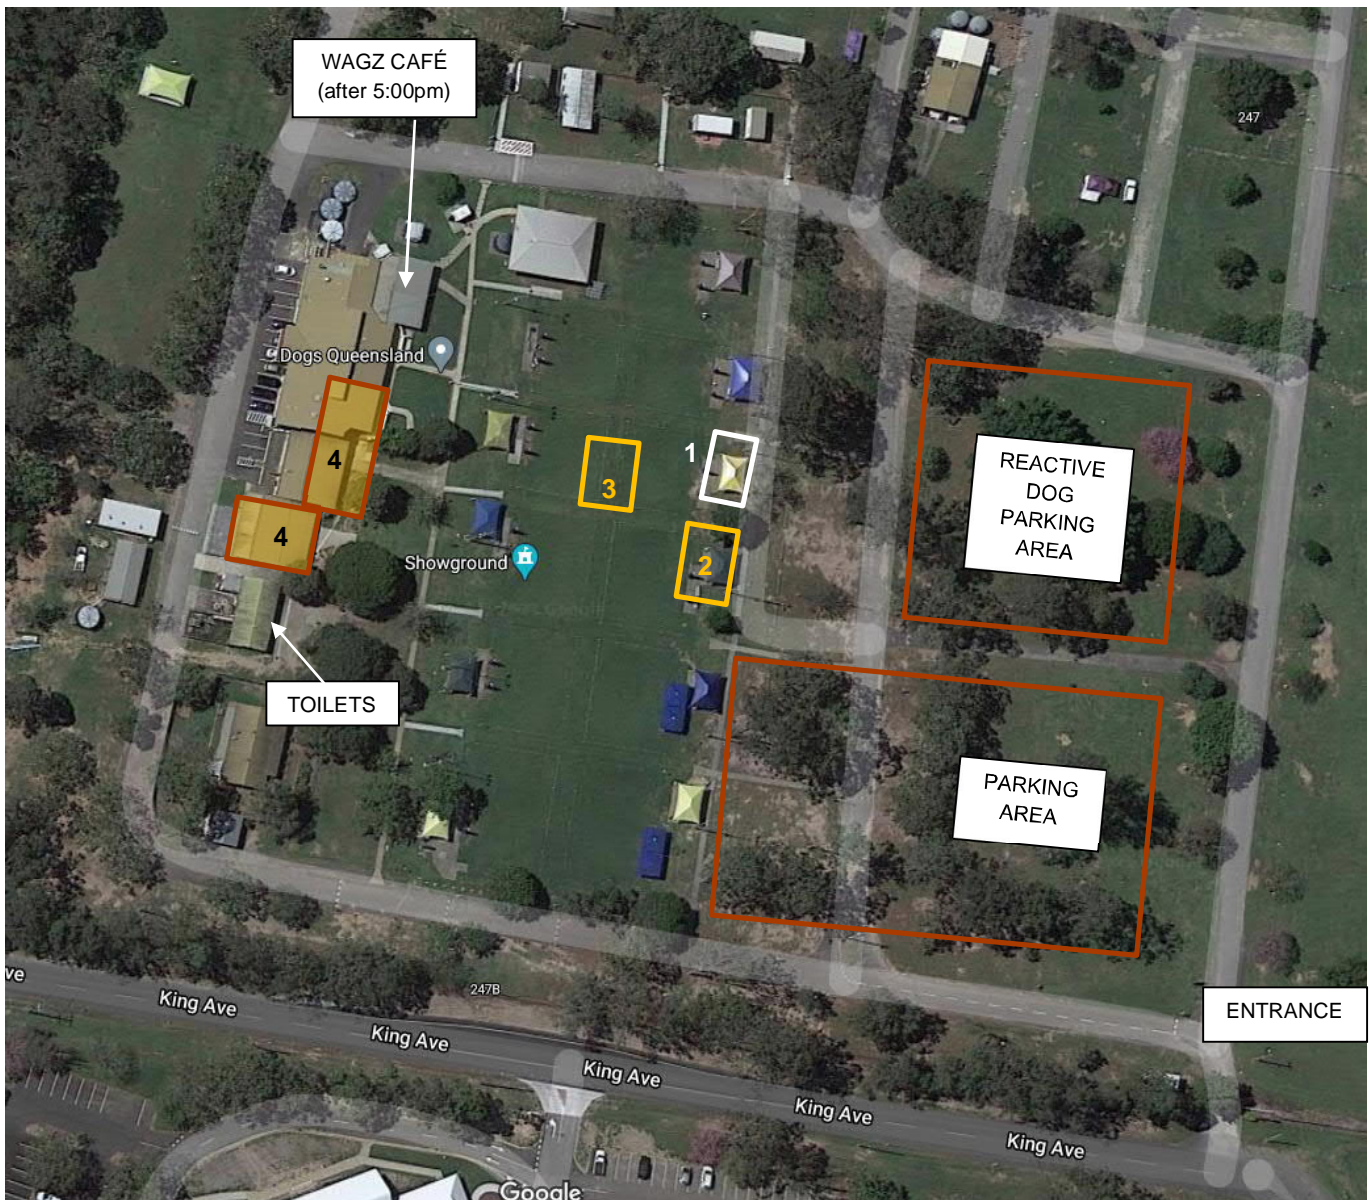 WAGZ CAFÉ
(after 5:00pm)
247
Dogs Queensland
1
4
3
REACTIVE
DOG
PARKING
AREA
4
2
Showground
TOILETS
PARKING
AREA
ve
247B
King Ave
King Ave
King Ave
King Ave
King Ave
ENTRANCE
Google